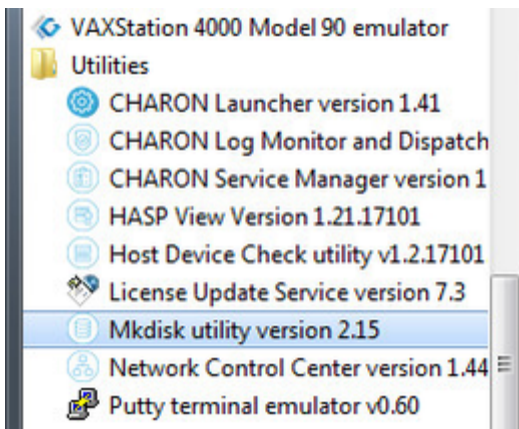 VAXStation 4000 Model 90 emulator
Utilities
CHARON Launcher version 1.41
CHARON Log Monitor and Dispatch
CHARON Service Manager version 1
HASP View Version 1.21.17101
Host Device Check utility v1.2.17101
License Update Service version 7.3
Mkdisk utility version 2.15
Network Control Center version 1.44
Putty terminal emulator v0.60